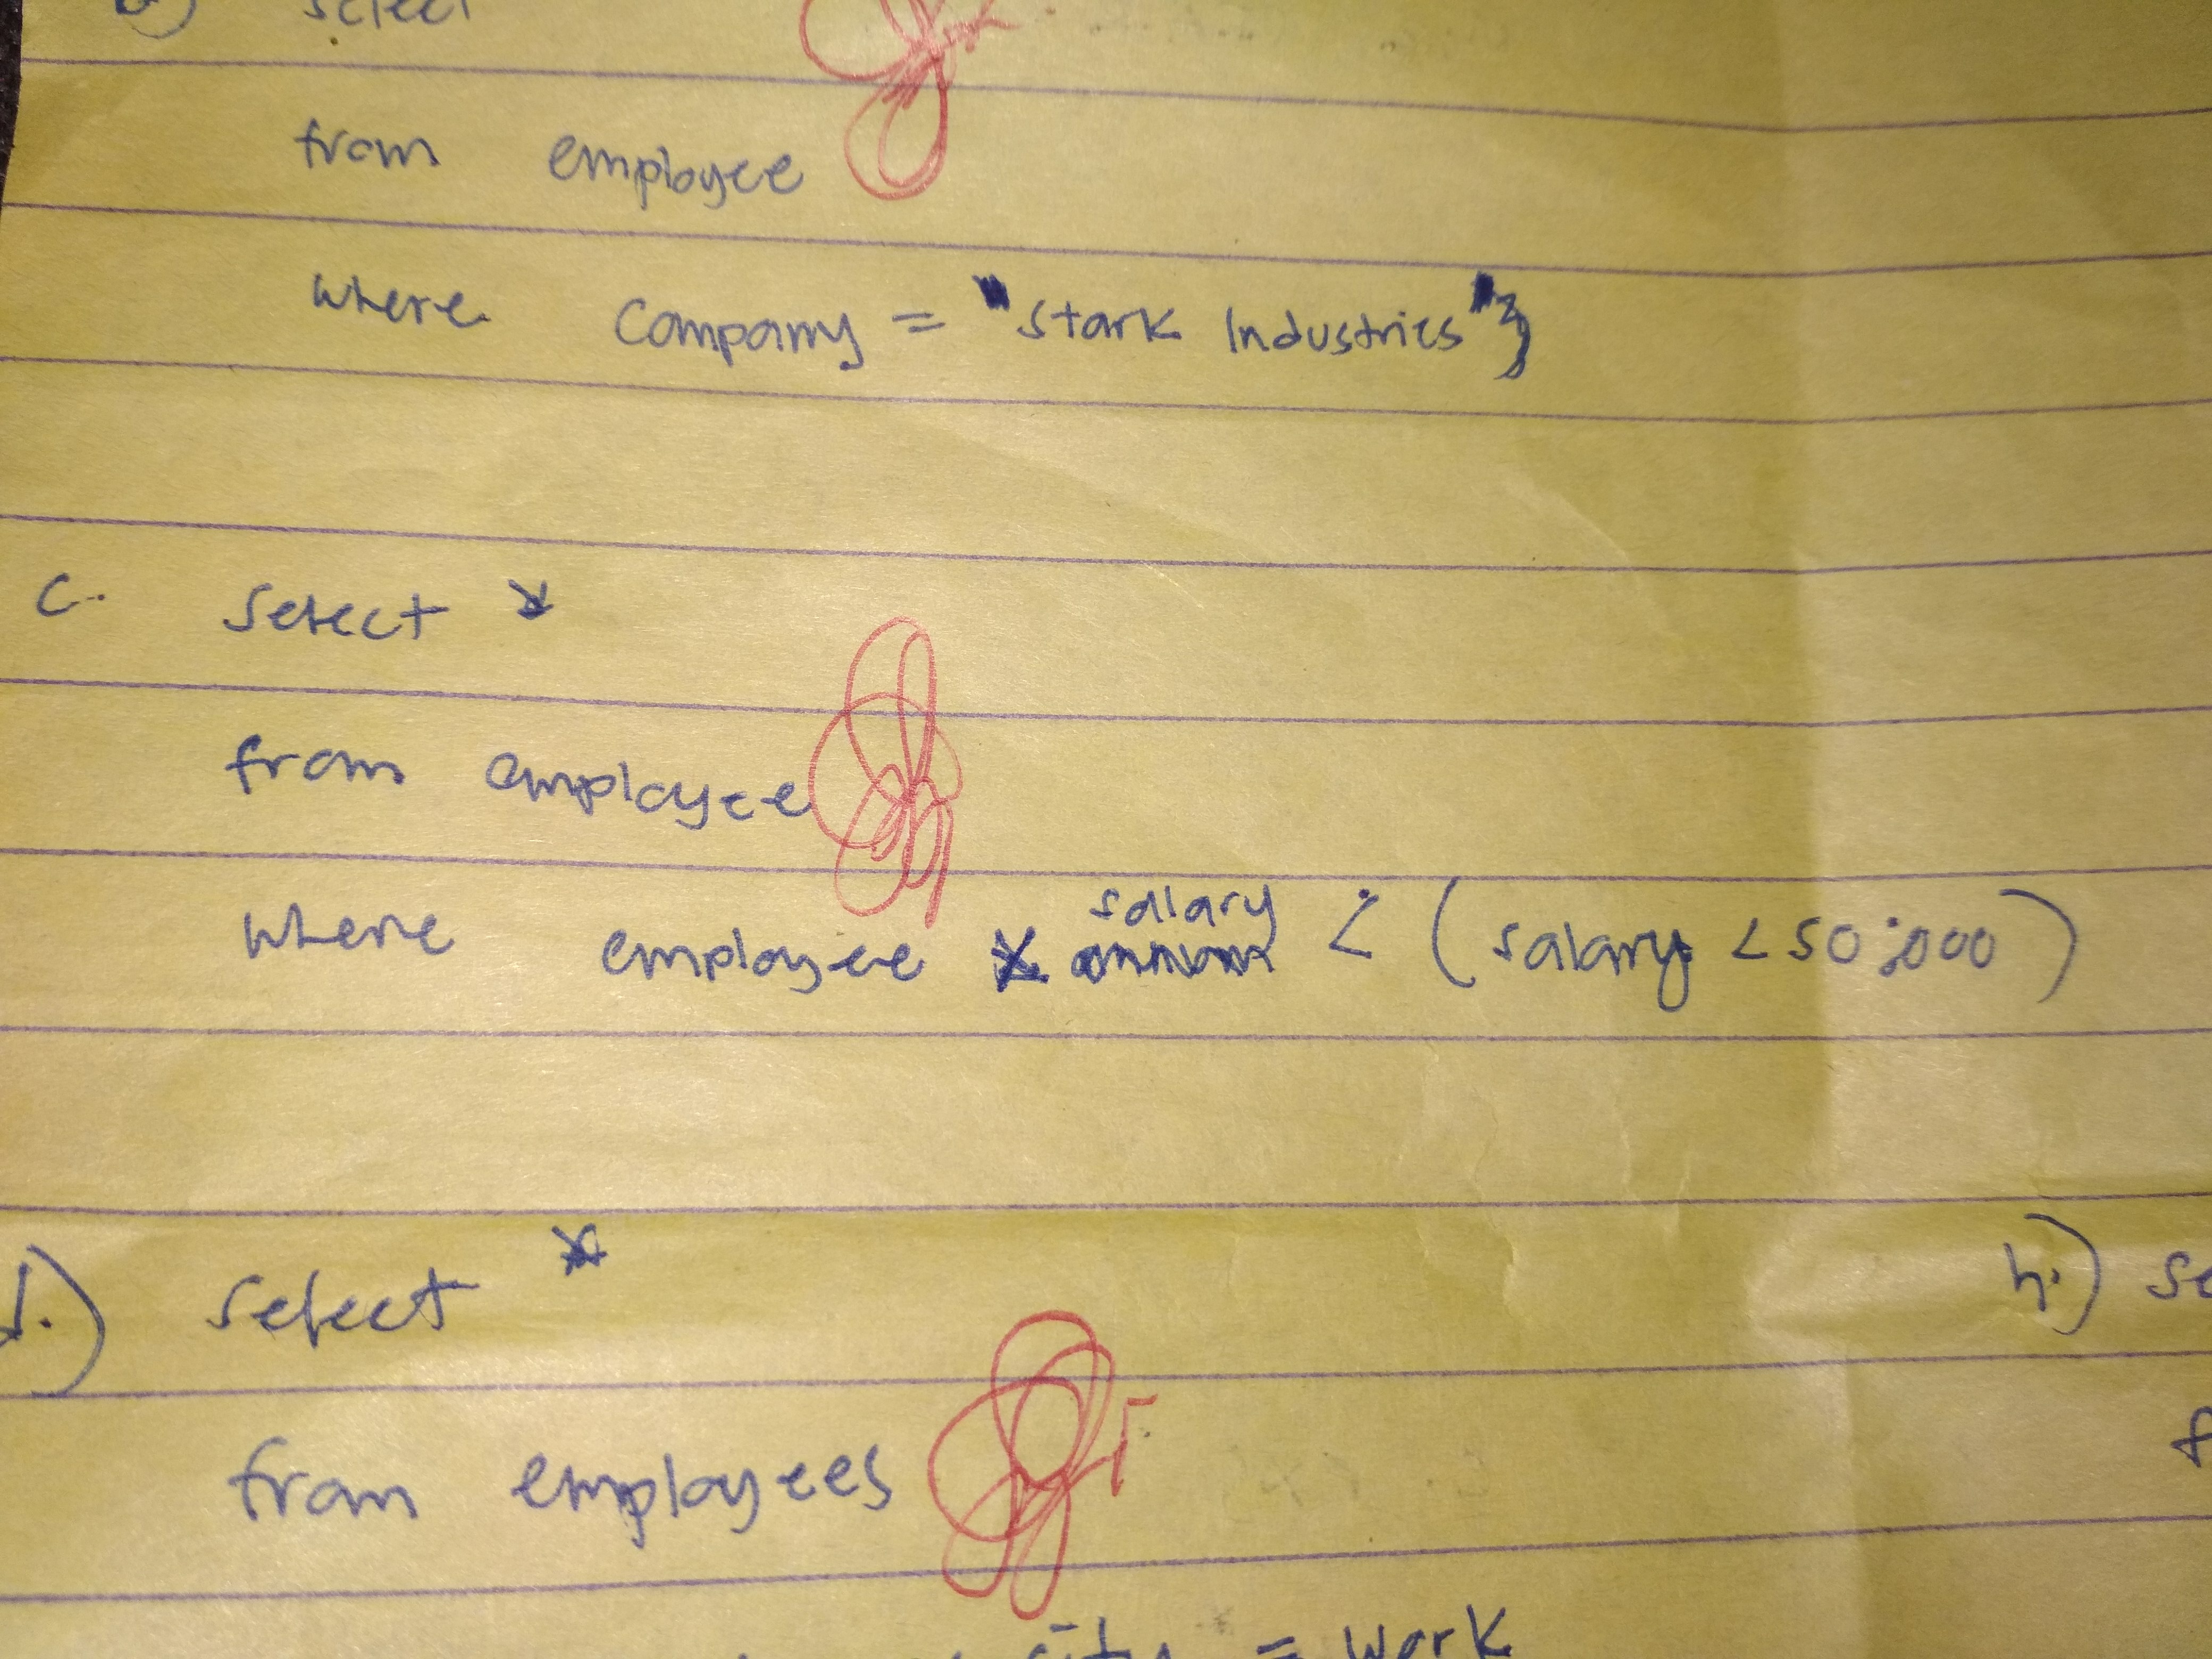 select
from employee
where company = "Stark Industries"}
c. Select *
from employee
where employee salary < (salary < 50,000)
d.) Select *
h.) se
from employees
f
city = work